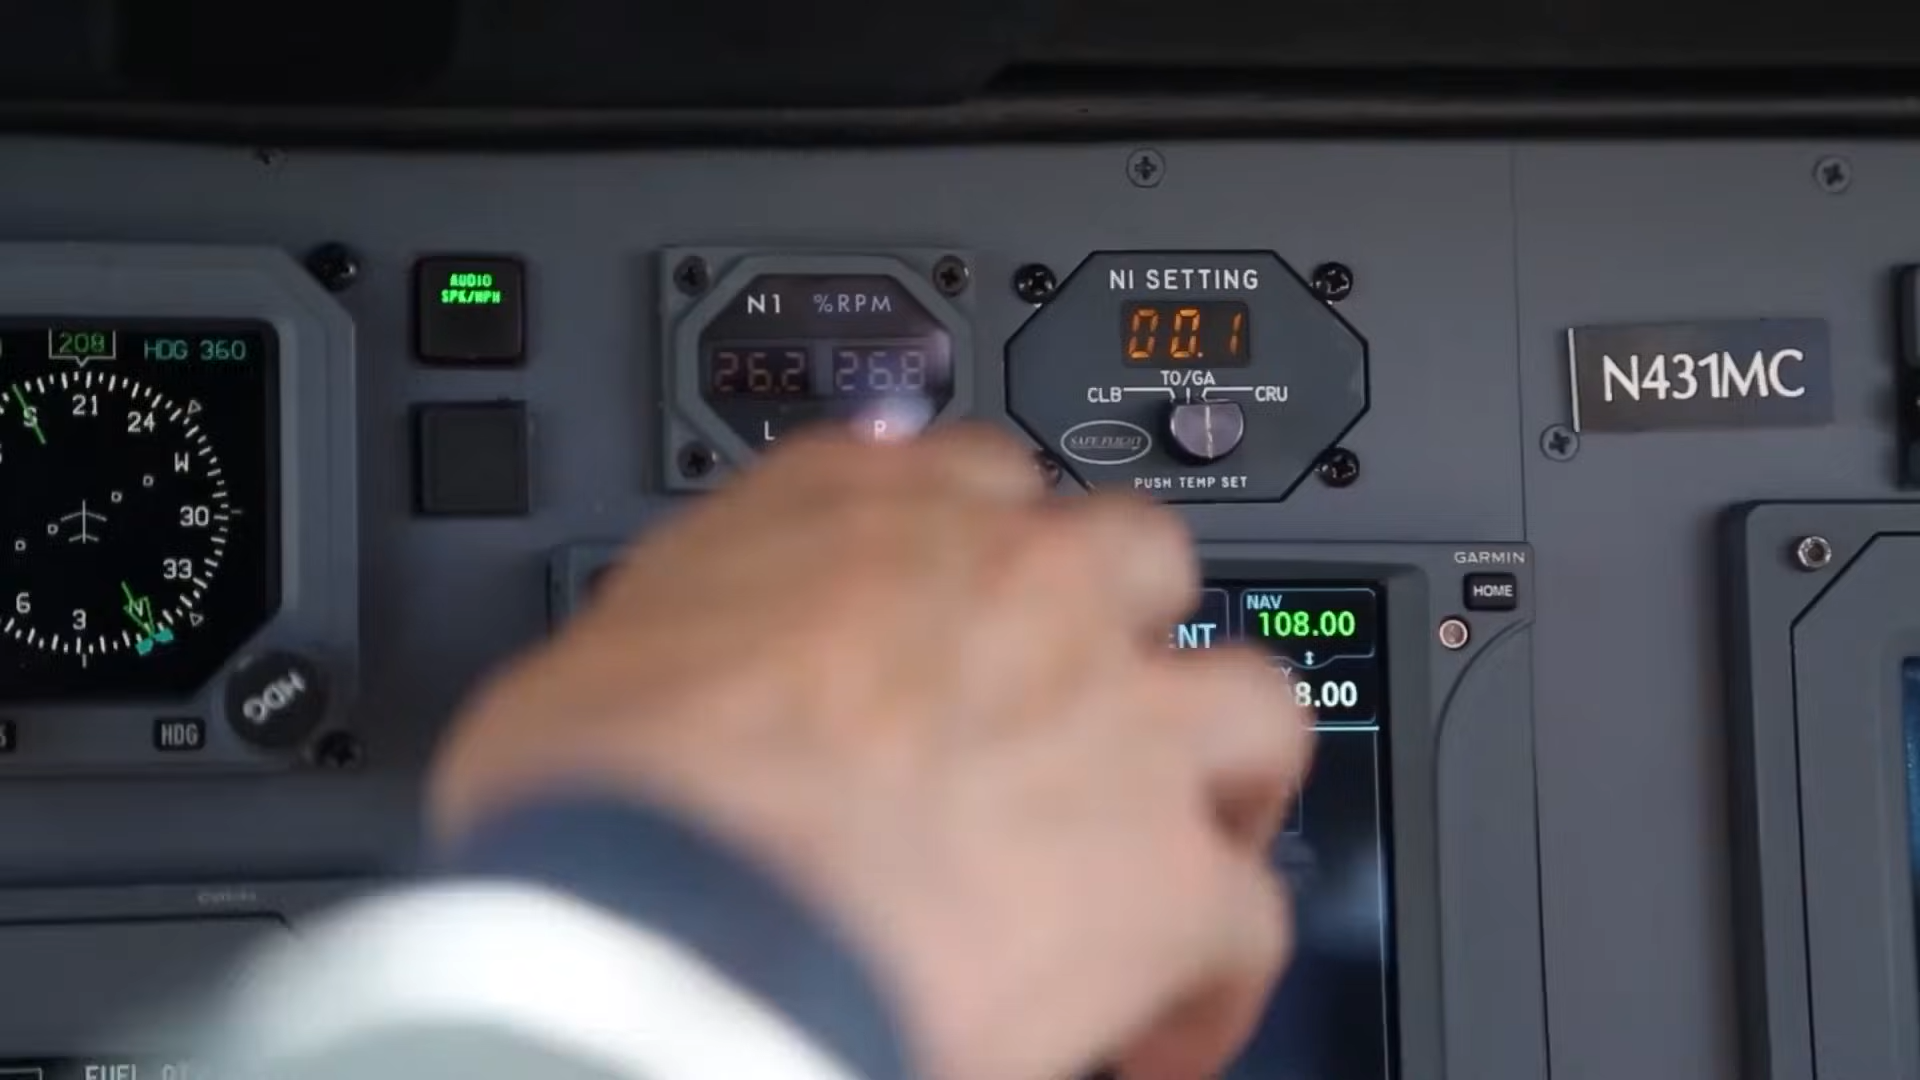 208
HDG 360
S
21
24
W
30
33
N
3
6
HDG
HDG
AUDIO
SPK/HPH
N1 %RPM
26.2 26.8
L R
N1 SETTING
00.1
TO/GA
CLB CRU
SAFE FLIGHT
PUSH TEMP SET
N431MC
GARMIN
HOME
NAV
108.00
8.00
FUEL